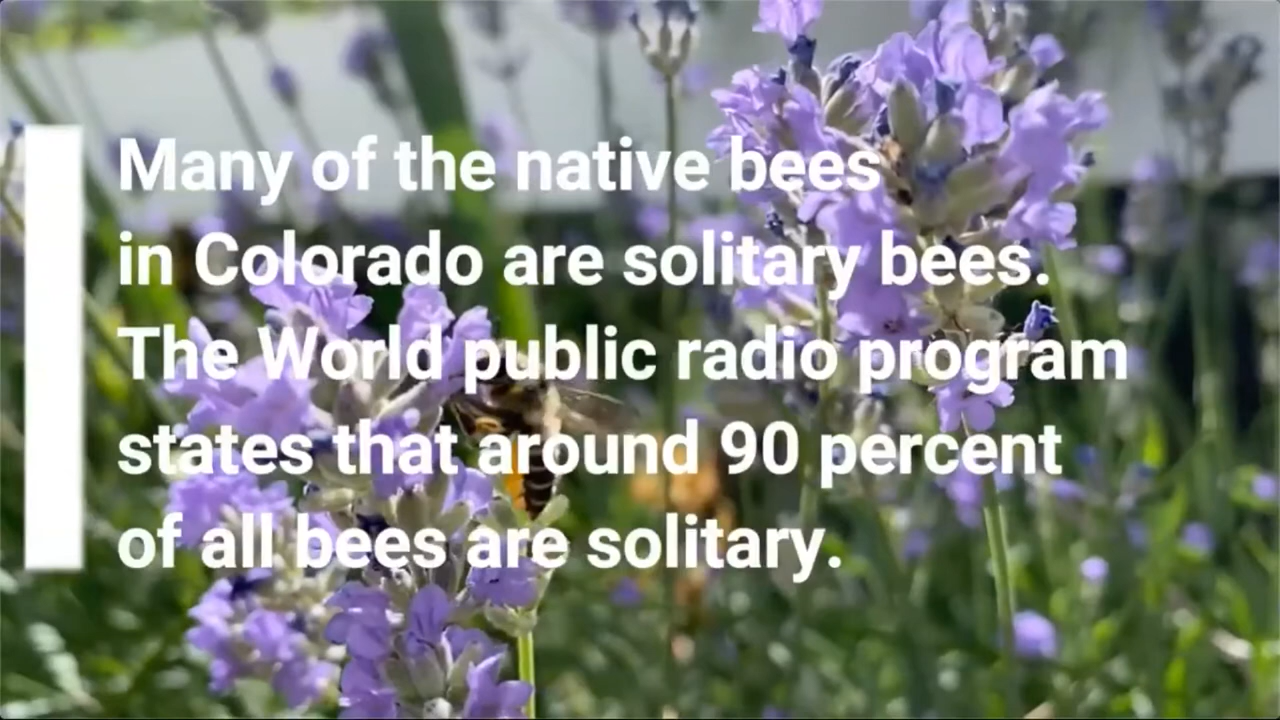 Many of the native bees
in Colorado are solitary bees.
The World public radio program
states that around 90 percent
of all bees are solitary.